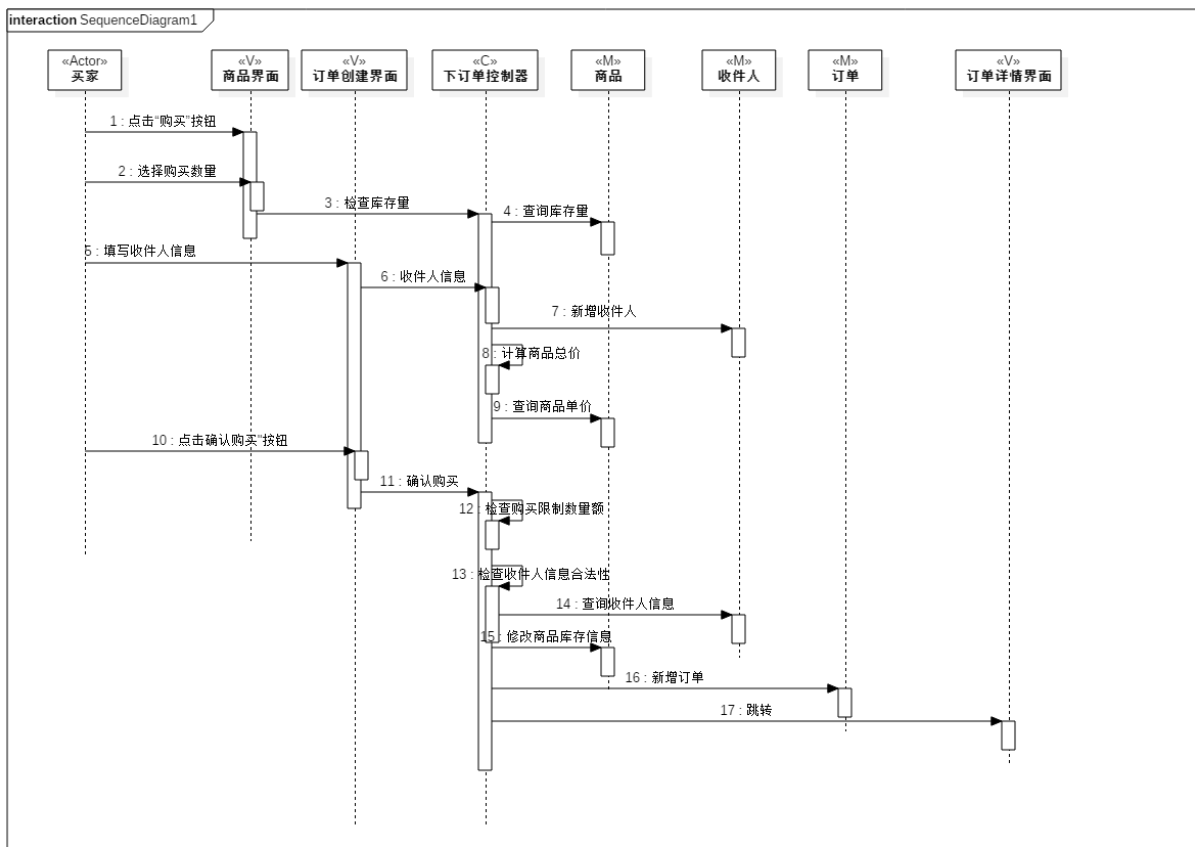 interaction SequenceDiagram1
«Actor»
买家
«V»
商品界面
«V»
订单创建界面
«C»
下订单控制器
«M»
商品
«M»
收件人
«M»
订单
«V»
订单详情界面
1 : 点击“购买”按钮
2 : 选择购买数量
3 : 检查库存量
4 : 查询库存量
5 : 填写收件人信息
6 : 收件人信息
7 : 新增收件人
8 : 计算商品总价
9 : 查询商品单价
10 : 点击确认购买”按钮
11 : 确认购买
12 : 检查购买限制数量额
13 : 检查收件人信息合法性
14 : 查询收件人信息
15 : 修改商品库存信息
16 : 新增订单
17 : 跳转